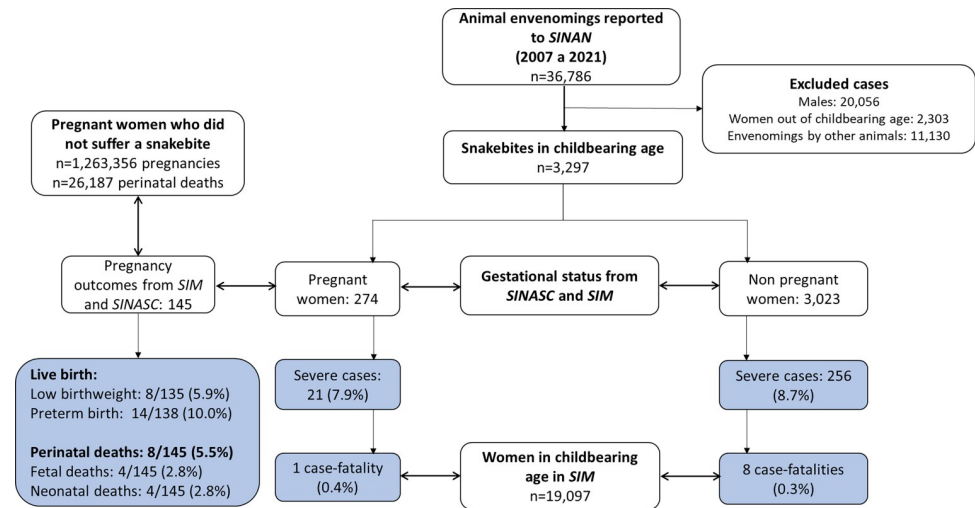 Animal envenomings reported
to SINAN
(2007 a 2021)
n=36,786
Excluded cases
Males: 20,056
Women out of childbearing age: 2,303
Envenomings by other animals: 11,130
Pregnant women who did
not suffer a snakebite
n=1,263,356 pregnancies
n=26,187 perinatal deaths
Snakebites in childbearing age
n=3,297
Pregnancy
outcomes from SIM
and SINASC: 145
Pregnant
women: 274
Gestational status from
SINASC and SIM
Non pregnant
women: 3,023
Live birth:
Low birthweight: 8/135 (5.9%)
Preterm birth: 14/138 (10.0%)
Perinatal deaths: 8/145 (5.5%)
Fetal deaths: 4/145 (2.8%)
Neonatal deaths: 4/145 (2.8%)
Severe cases:
21 (7.9%)
Severe cases: 256
(8.7%)
1 case-fatality
(0.4%)
Women in childbearing
age in SIM
n=19,097
8 case-fatalities
(0.3%)